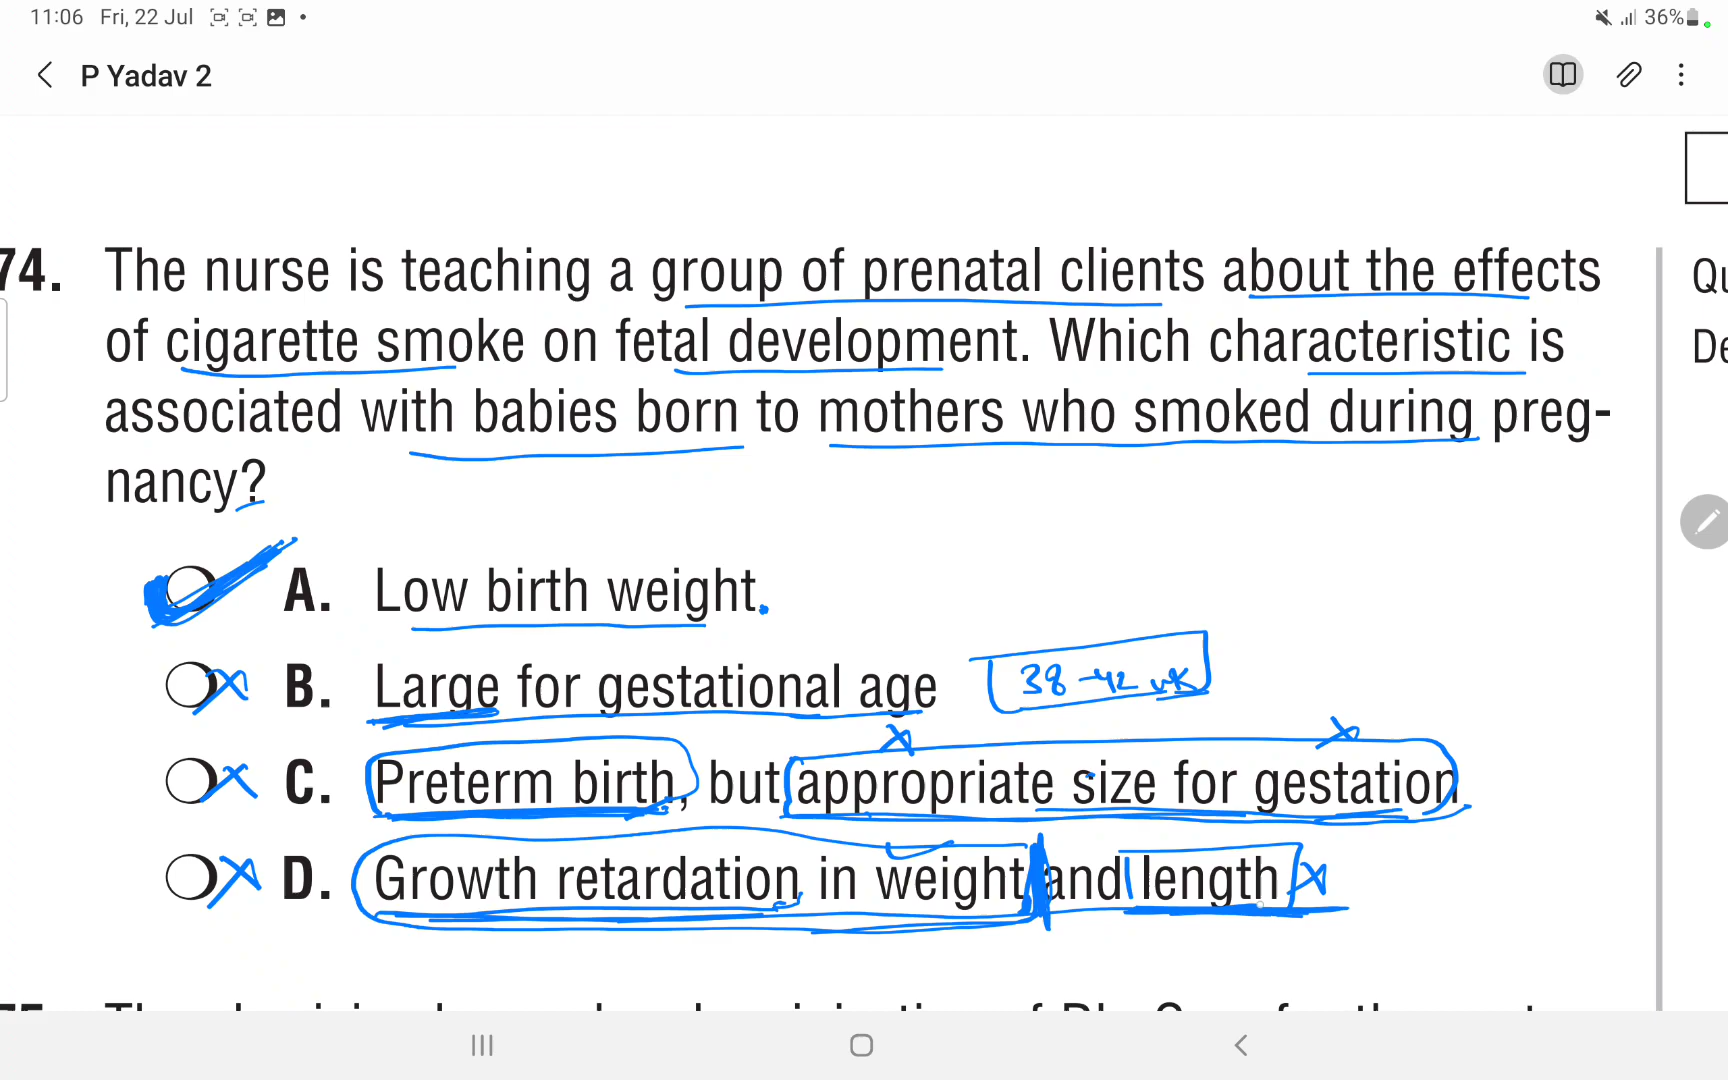 11:06 Fri, 22 Jul 36%
P Yadav 2
74. The nurse is teaching a group of prenatal clients about the effects
of cigarette smoke on fetal development. Which characteristic is
associated with babies born to mothers who smoked during preg-
nancy?
A. Low birth weight.
B. Large for gestational age 38-42 wk
C. Preterm birth, but appropriate size for gestation
D. Growth retardation in weight and length